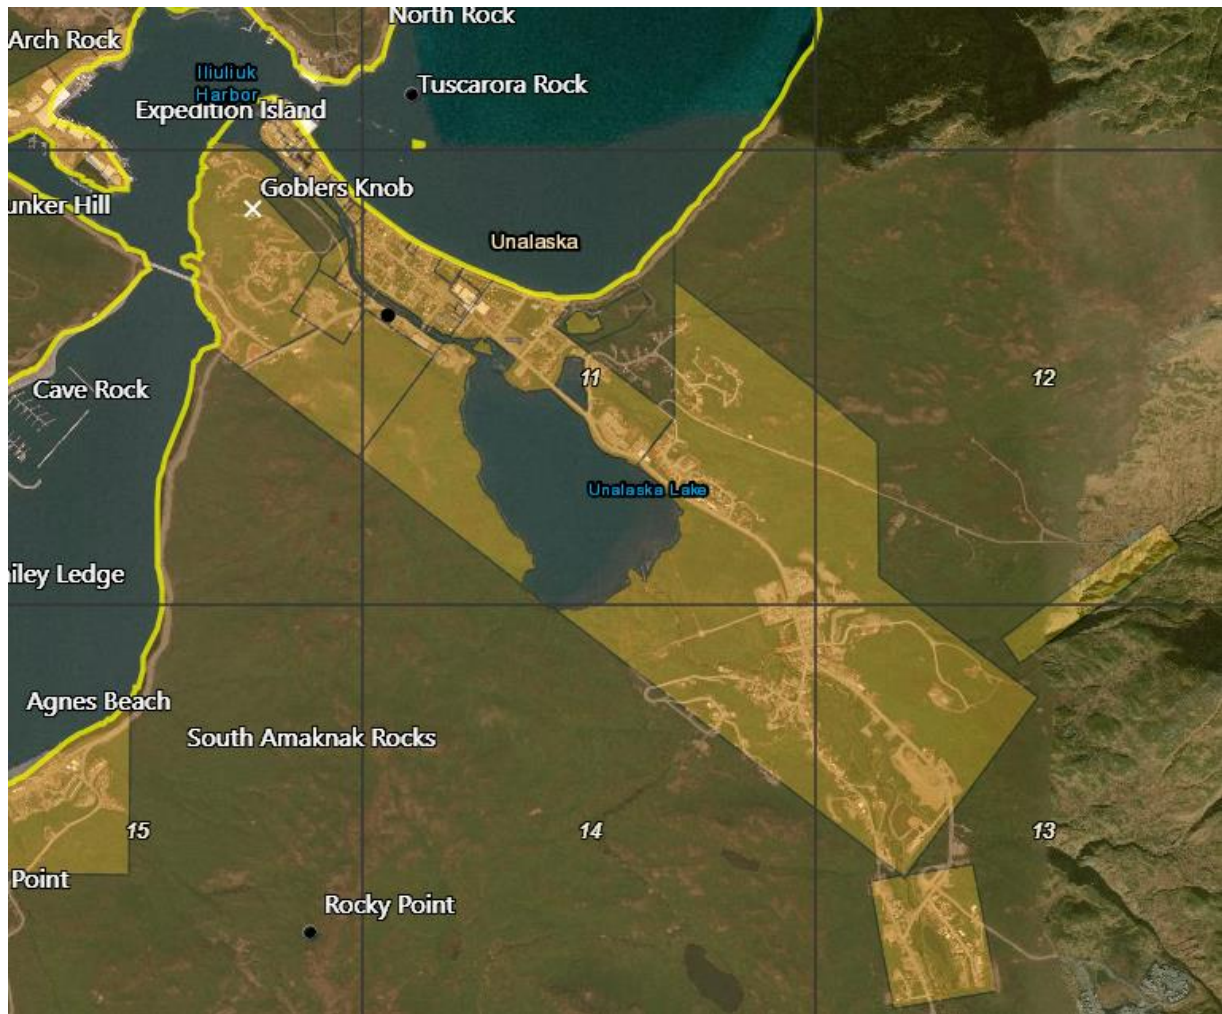 North Rock
Arch Rock
Iliuliuk
Harbor
Tuscarora Rock
Expedition Island
Goblers Knob
unker Hill
Unalaska
11
12
Cave Rock
Unalaska Lake
iley Ledge
Agnes Beach
South Amaknak Rocks
15
14
13
Point
Rocky Point